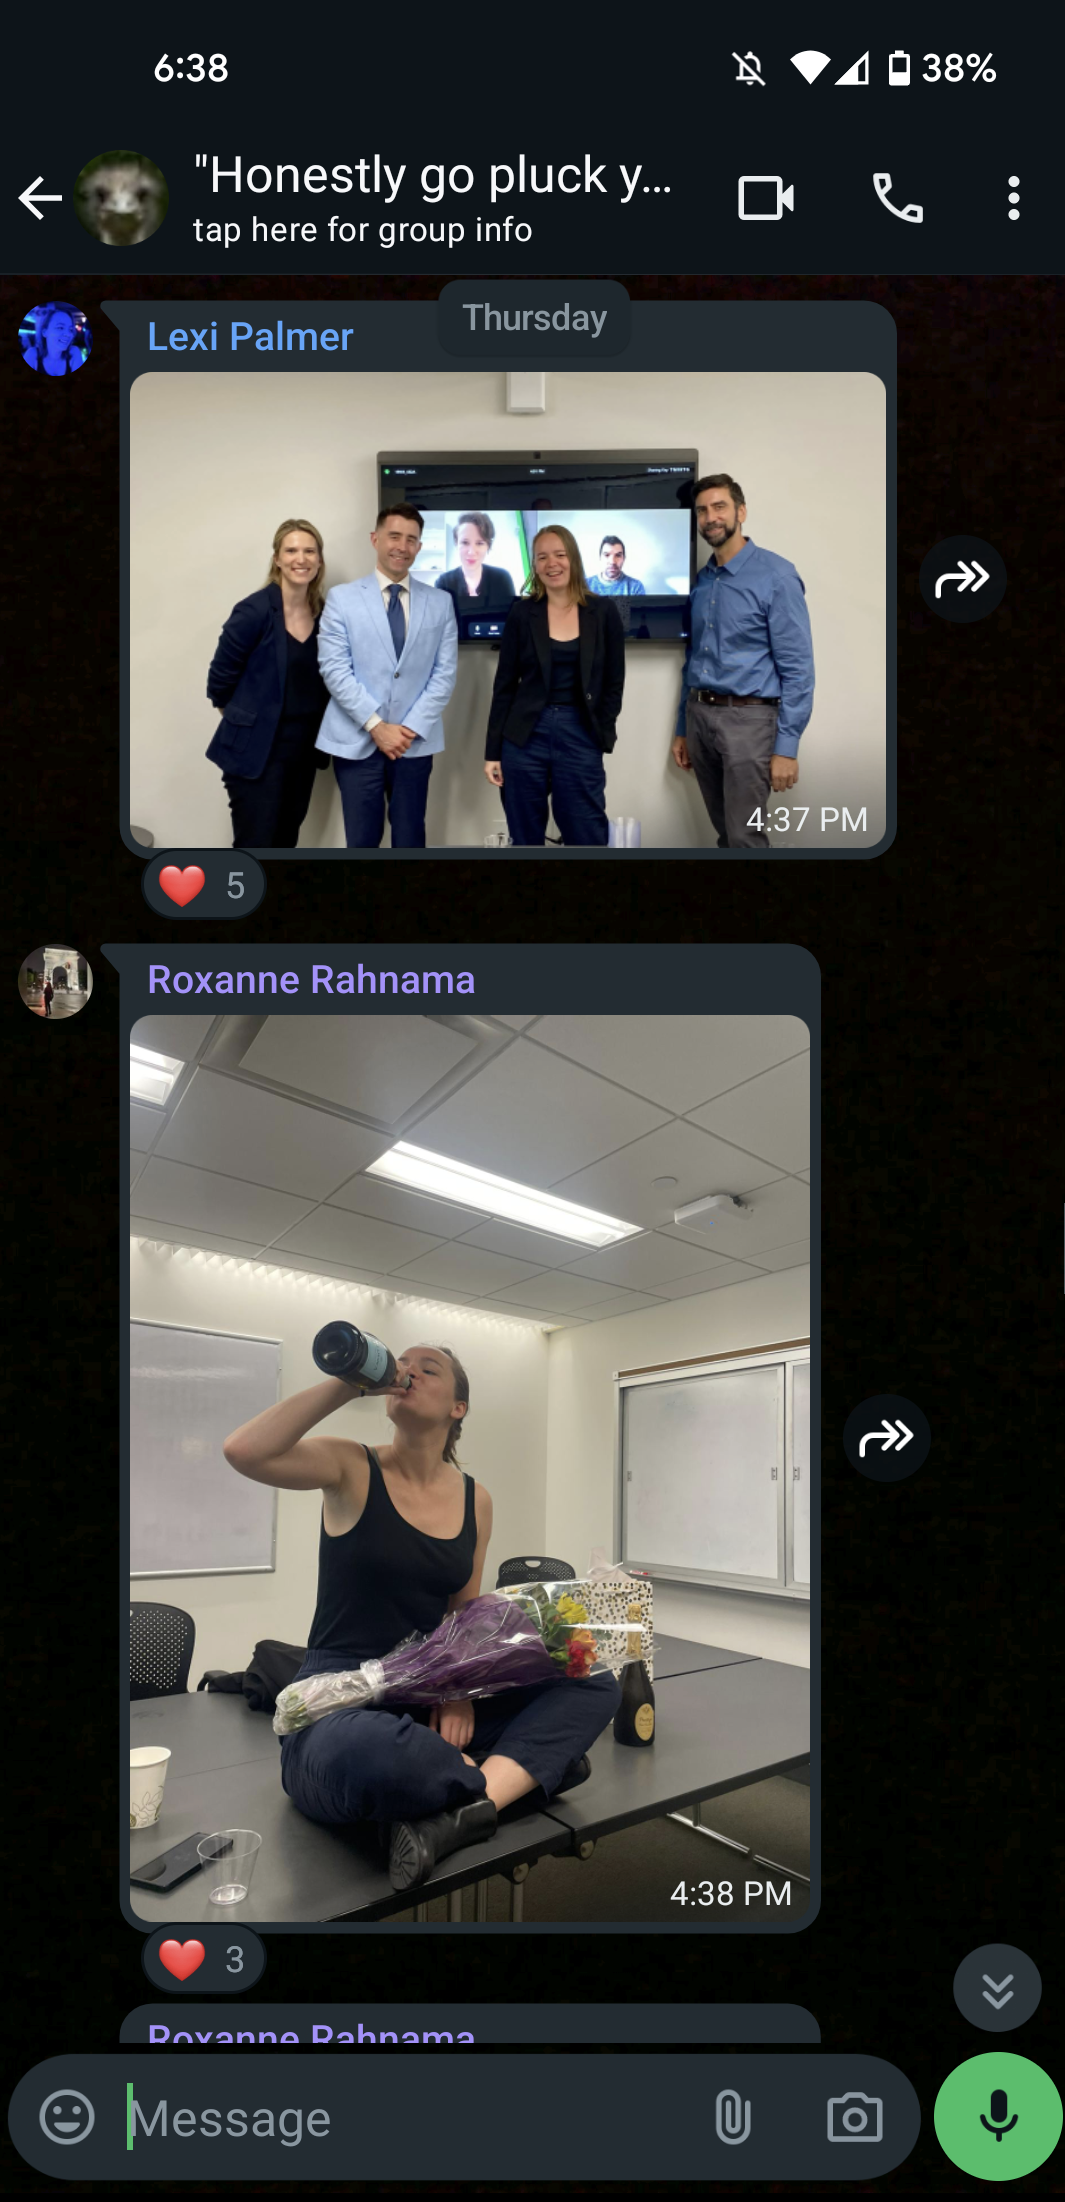 6:38
38%
"Honestly go pluck y...
tap here for group info
Thursday
Lexi Palmer
4:37 PM
❤️ 5
Roxanne Rahnama
4:38 PM
❤️ 3
Roxanne Rahnama
Message